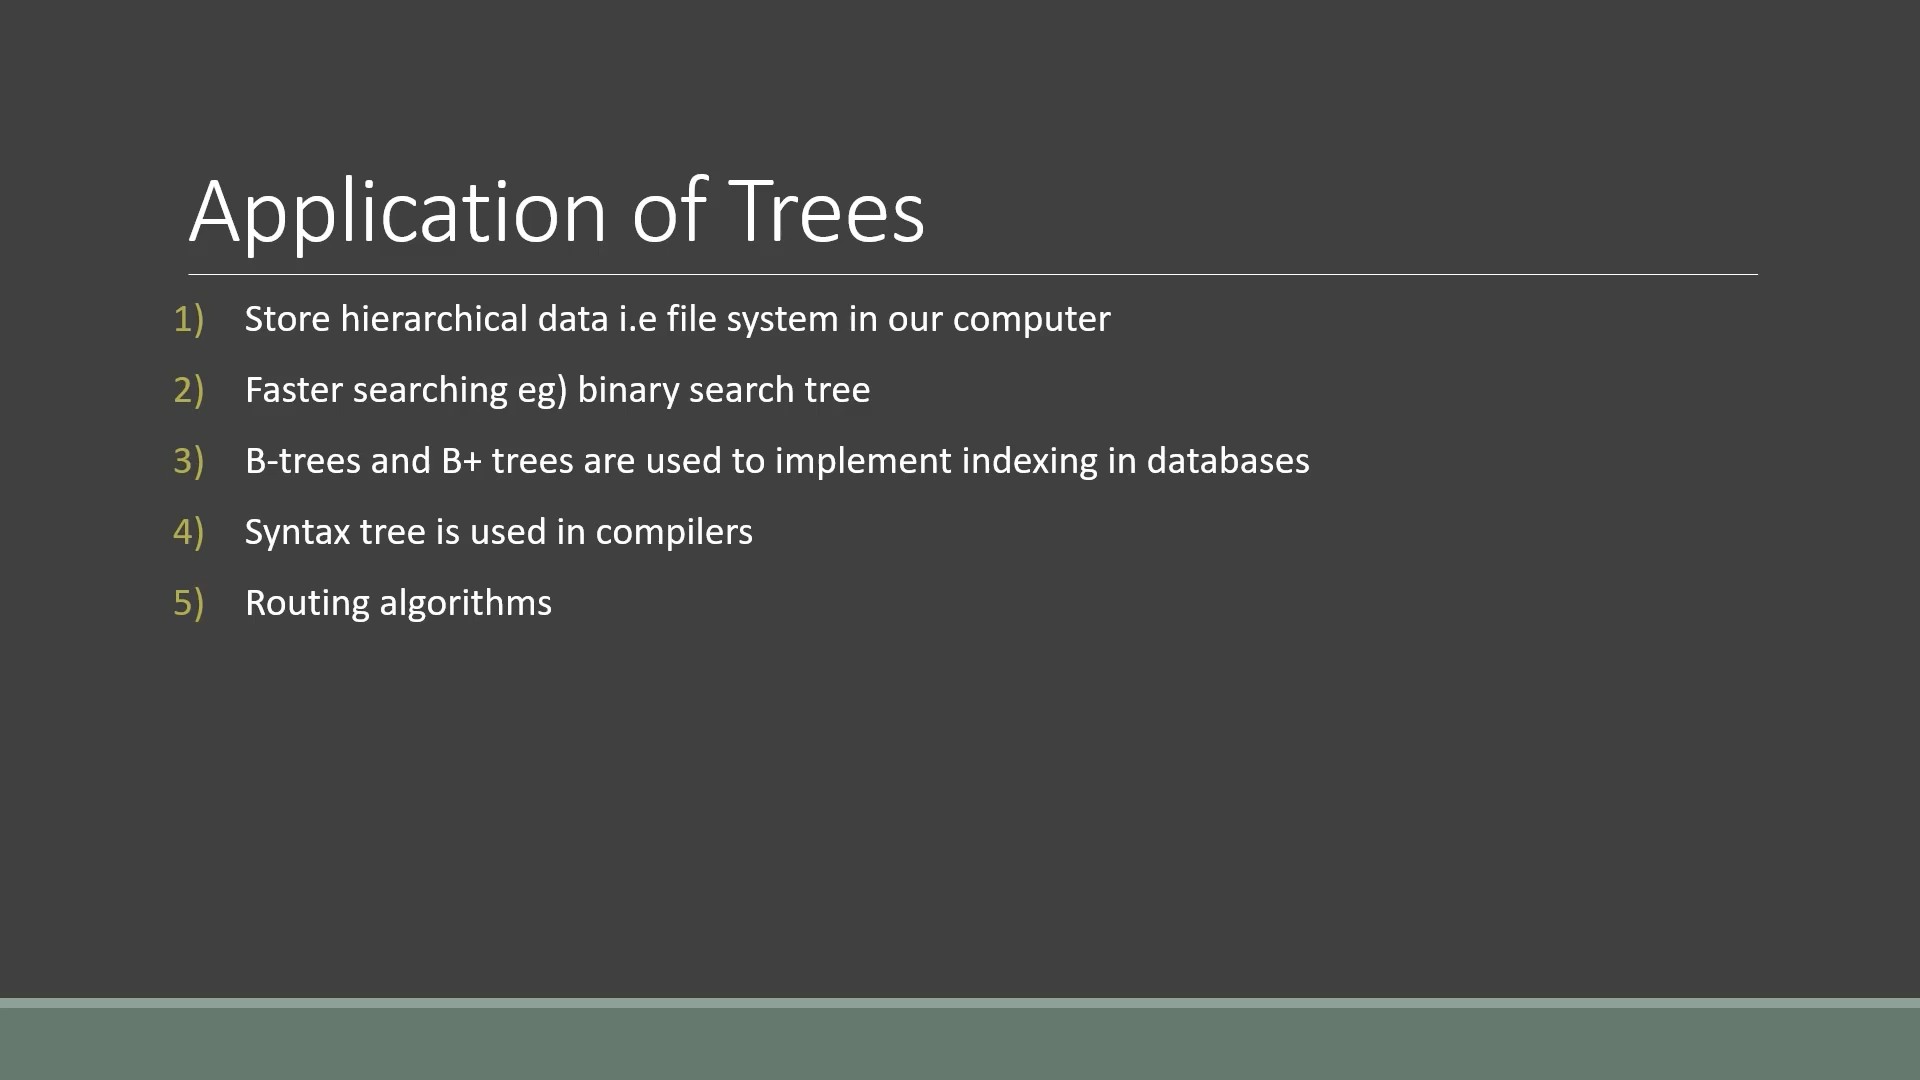 Application of Trees
1) Store hierarchical data i.e file system in our computer
2) Faster searching eg) binary search tree
3) B-trees and B+ trees are used to implement indexing in databases
4) Syntax tree is used in compilers
5) Routing algorithms